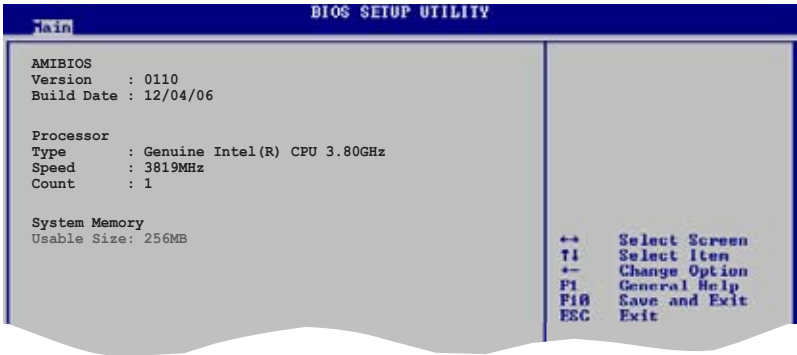 BIOS SETUP UTILITY
Main
AMIBIOS
Version : 0110
Build Date : 12/04/06
Processor
Type : Genuine Intel(R) CPU 3.80GHz
Speed : 3819MHz
Count : 1
System Memory
Usable Size: 256MB
←→ Select Screen
↑↓ Select Item
+- Change Option
F1 General Help
F10 Save and Exit
ESC Exit